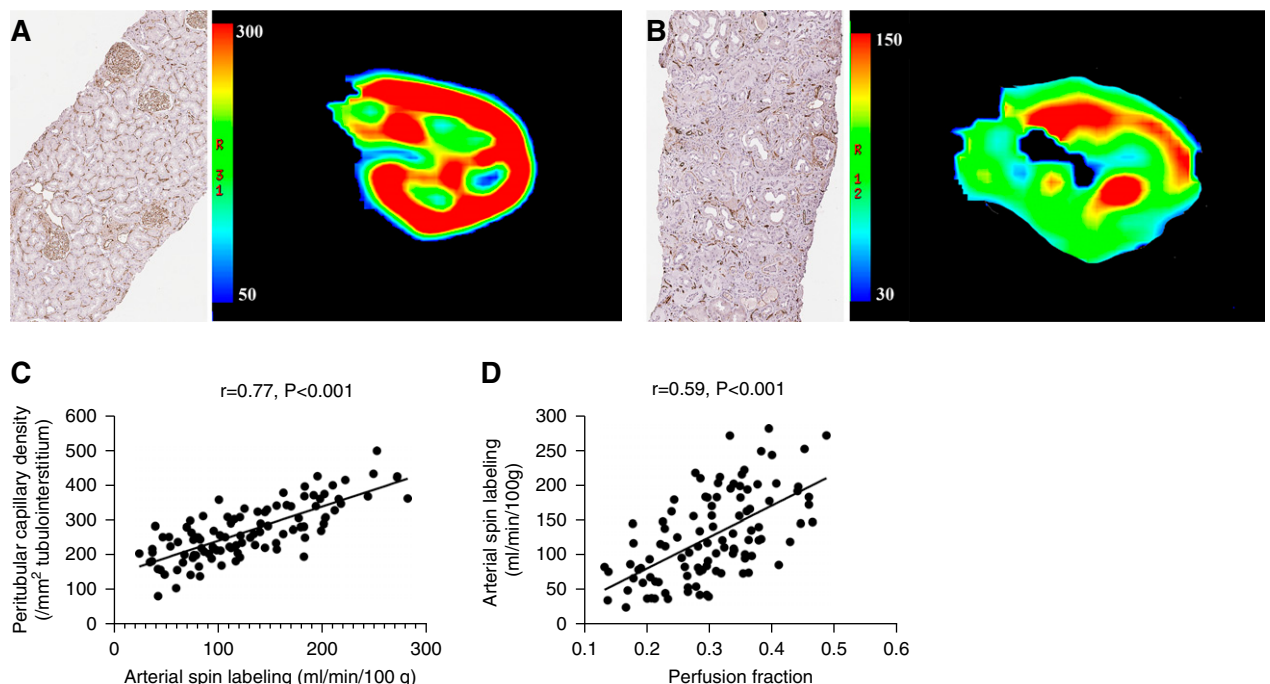 A
300
R
3
1
50
B
150
R
1
2
30
C
r=0.77, P<0.001
Peritubular capillary density
(/mm² tubulointerstitium)
600
500
400
300
200
100
0
0 100 200 300
Arterial spin labeling (ml/min/100 g)
D
r=0.59, P<0.001
Arterial spin labeling
(ml/min/100g)
300
250
200
150
100
50
0
0.1 0.2 0.3 0.4 0.5 0.6
Perfusion fraction